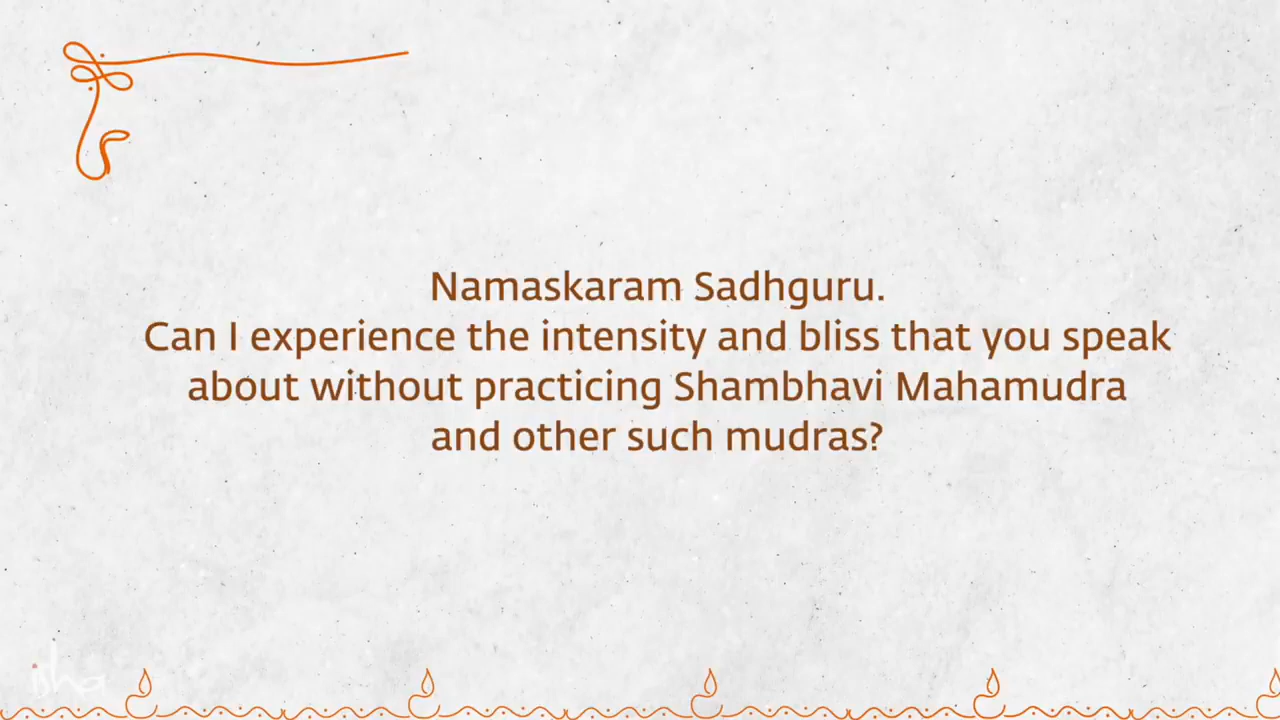 Namaskaram Sadhguru.
Can I experience the intensity and bliss that you speak
about without practicing Shambhavi Mahamudra
and other such mudras?
isha